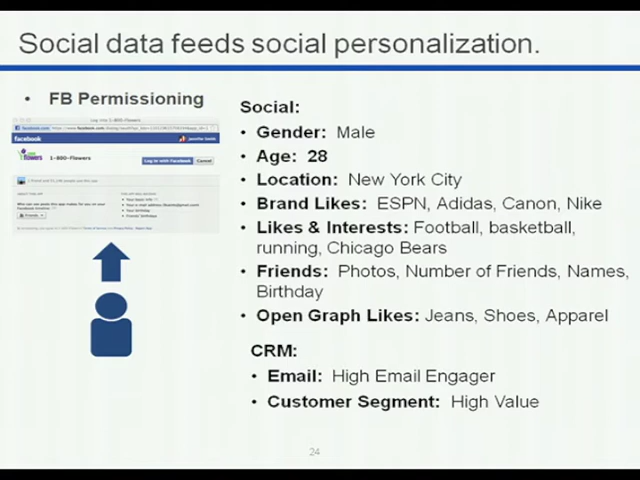 Social data feeds social personalization.
• FB Permissioning
facebook
flowers
1-800-Flowers
Log In with Facebook
Cancel
Social:
• Gender: Male
• Age: 28
• Location: New York City
• Brand Likes: ESPN, Adidas, Canon, Nike
• Likes & Interests: Football, basketball,
running, Chicago Bears
• Friends: Photos, Number of Friends, Names,
Birthday
• Open Graph Likes: Jeans, Shoes, Apparel
CRM:
• Email: High Email Engager
• Customer Segment: High Value
24